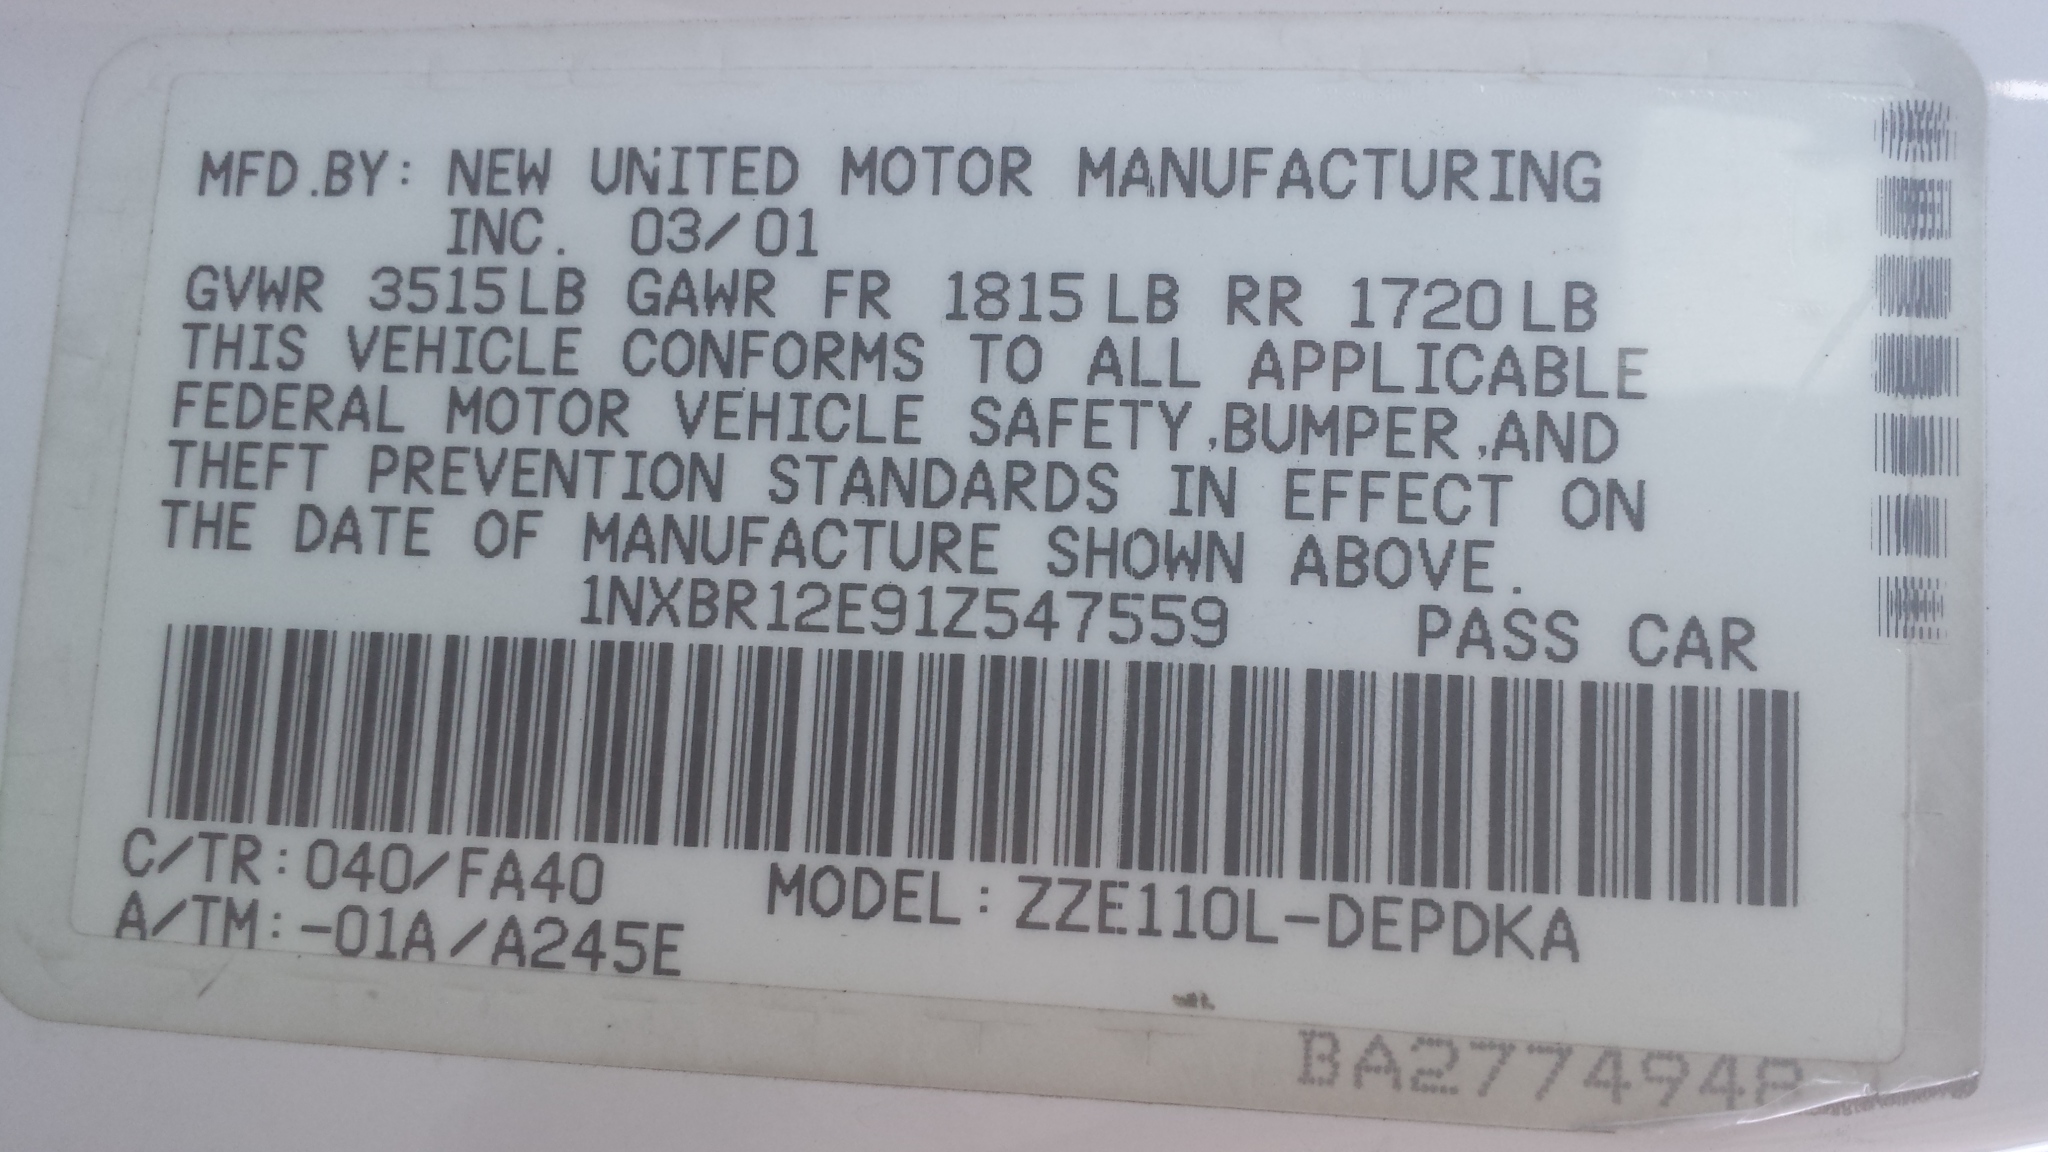 MFD.BY: NEW UNITED MOTOR MANUFACTURING
INC. 03/01
GVWR 3515LB GAWR FR 1815LB RR 1720LB
THIS VEHICLE CONFORMS TO ALL APPLICABLE
FEDERAL MOTOR VEHICLE SAFETY,BUMPER,AND
THEFT PREVENTION STANDARDS IN EFFECT ON
THE DATE OF MANUFACTURE SHOWN ABOVE.
1NXBR12E91Z547559 PASS CAR
C/TR:040/FA40 MODEL:ZZE110L-DEPDKA
A/TM:-01A/A245E